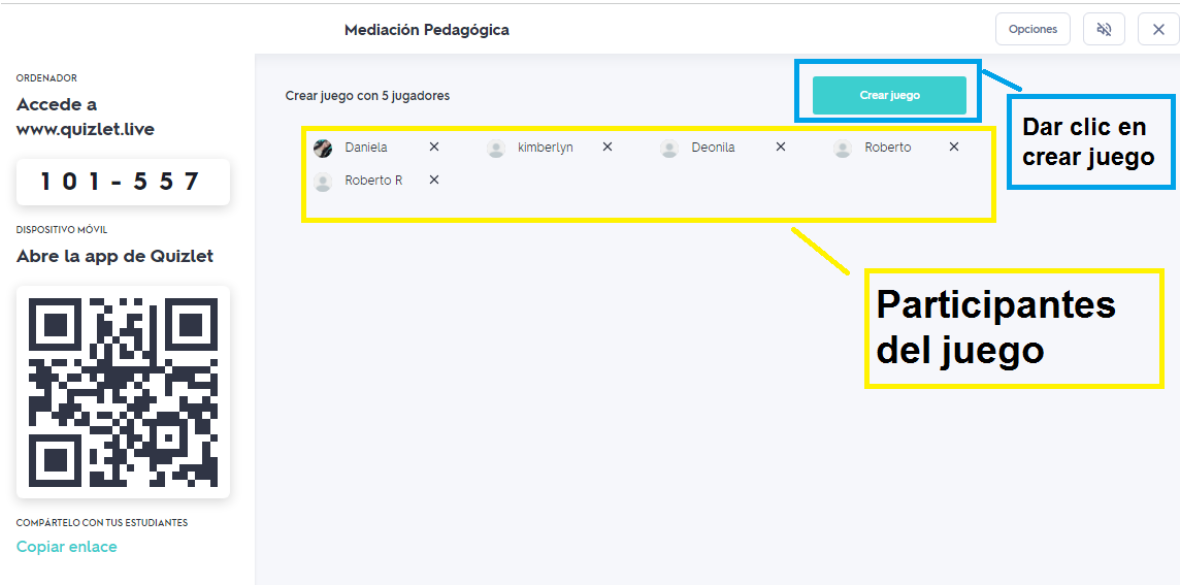 Mediación Pedagógica
Opciones
ORDENADOR
Accede a
www.quizlet.live
101-557
DISPOSITIVO MÓVIL
Abre la app de Quizlet
COMPÁRTELO CON TUS ESTUDIANTES
Copiar enlace
Crear juego con 5 jugadores
Crear juego
Daniela
kimberlyn
Deonila
Roberto
Roberto R
Dar clic en
crear juego
Participantes
del juego